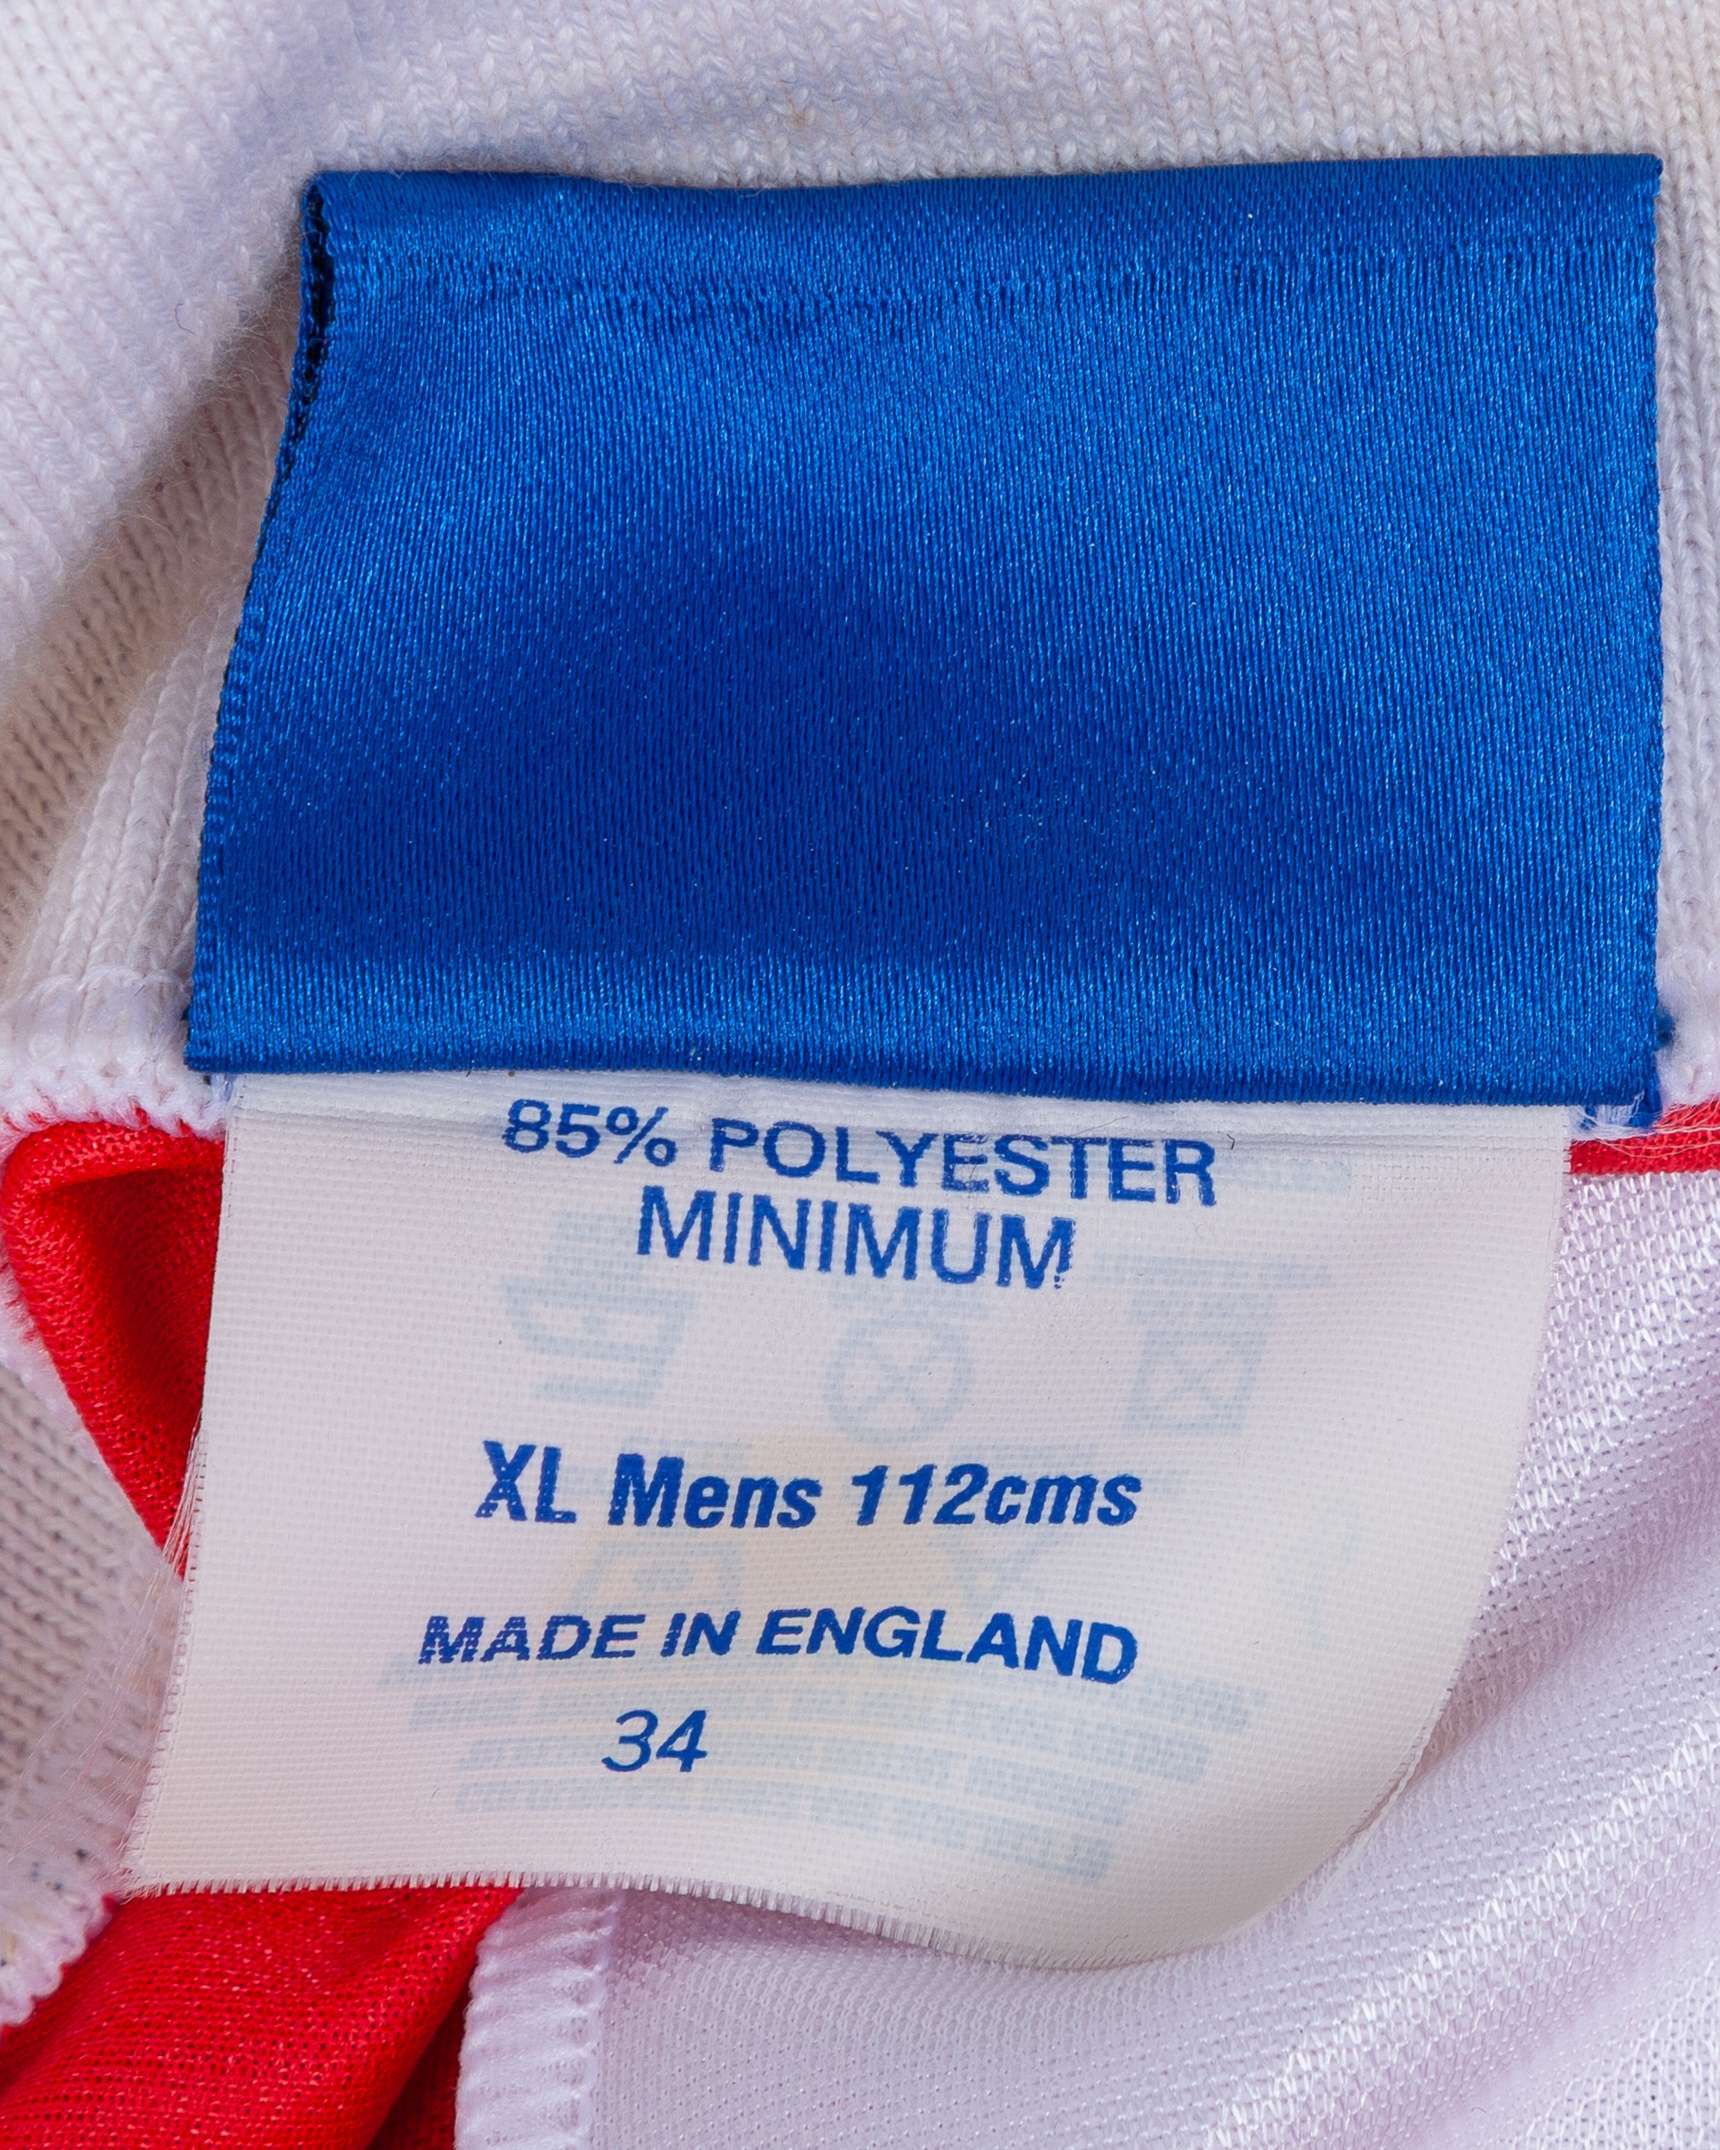 85% POLYESTER
MINIMUM
XL Mens 112cms
MADE IN ENGLAND
34